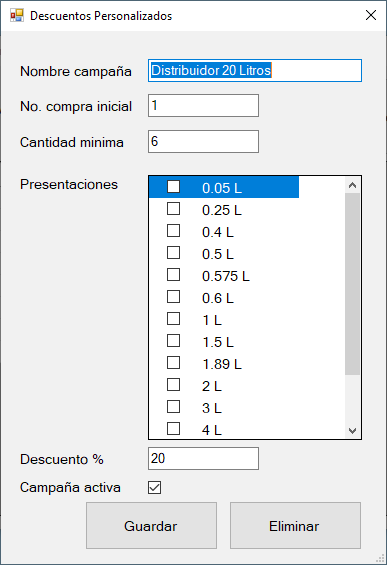 Descuentos Personalizados
Nombre campaña Distribuidor 20 Litros
No. compra inicial 1
Cantidad minima 6
Presentaciones
0.05 L
0.25 L
0.4 L
0.5 L
0.575 L
0.6 L
1 L
1.5 L
1.89 L
2 L
3 L
4 L
Descuento % 20
Campaña activa
Guardar Eliminar